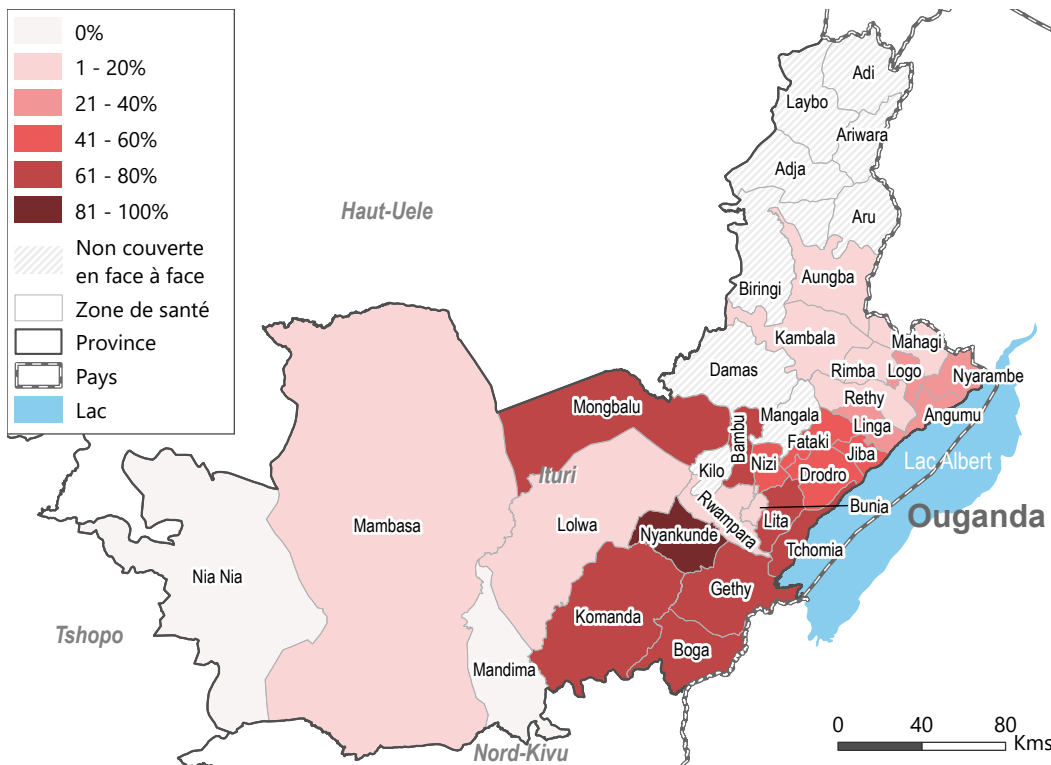 0%
1 - 20%
21 - 40%
41 - 60%
61 - 80%
81 - 100%
Non couverte
en face à face
Zone de santé
Province
Pays
Lac
Adi
Laybo
Ariwara
Adja
Aru
Haut-Uele
Aungba
Biringi
Kambala
Mahagi
Damas
Rimba
Logo
Nyarambe
Rethy
Mongbalu
Mangala
Angumu
Linga
Bambu
Fataki
Jiba
Nizi
Lac Albert
Kilo
Drodro
Ituri
Bunia
Ouganda
Rwampara
Lita
Mambasa
Lolwa
Nyankunde
Tchomia
Nia Nia
Gethy
Komanda
Tshopo
Boga
Mandima
Nord-Kivu
0 40 80
Kms